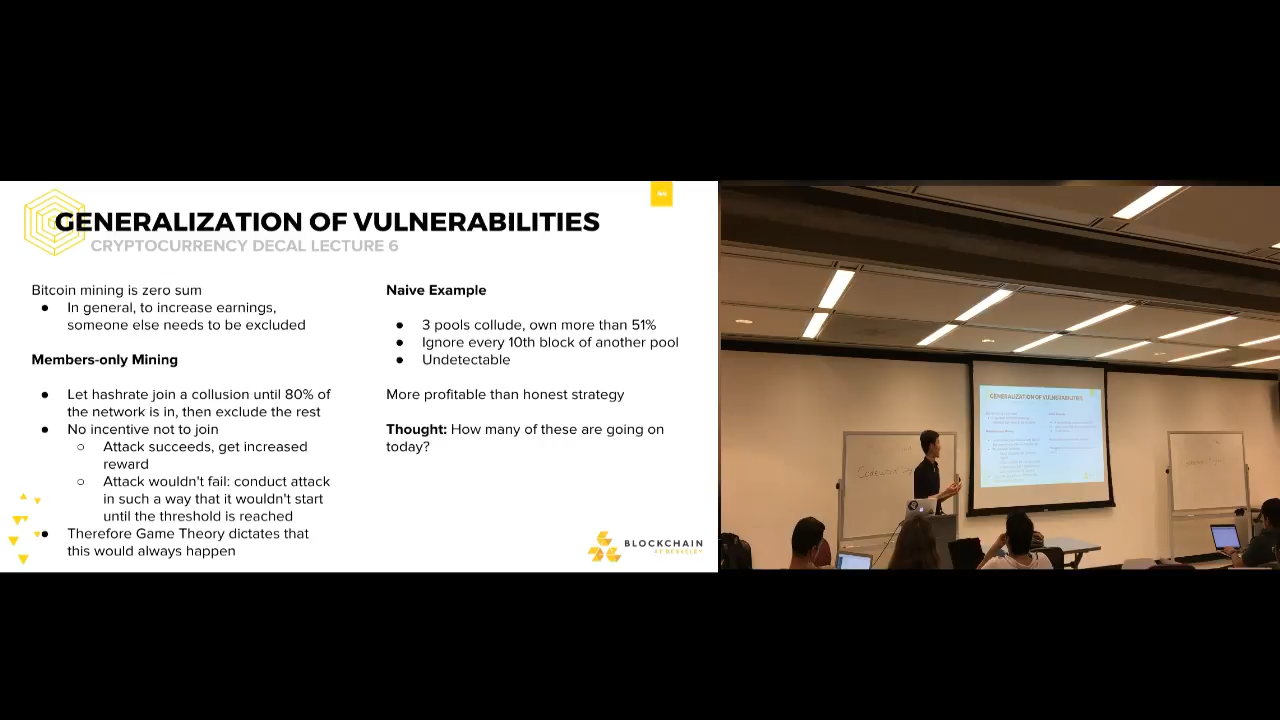 GENERALIZATION OF VULNERABILITIES
CRYPTOCURRENCY DECAL LECTURE 6
Bitcoin mining is zero sum
● In general, to increase earnings,
someone else needs to be excluded
Members-only Mining
● Let hashrate join a collusion until 80% of
the network is in, then exclude the rest
● No incentive not to join
○ Attack succeeds, get increased
reward
○ Attack wouldn't fail: conduct attack
in such a way that it wouldn't start
until the threshold is reached
● Therefore Game Theory dictates that
this would always happen
Naive Example
● 3 pools collude, own more than 51%
● Ignore every 10th block of another pool
● Undetectable
More profitable than honest strategy
Thought: How many of these are going on
today?
BLOCKCHAIN
AT BERKELEY
GENERALIZATION OF VULNERABILITIES